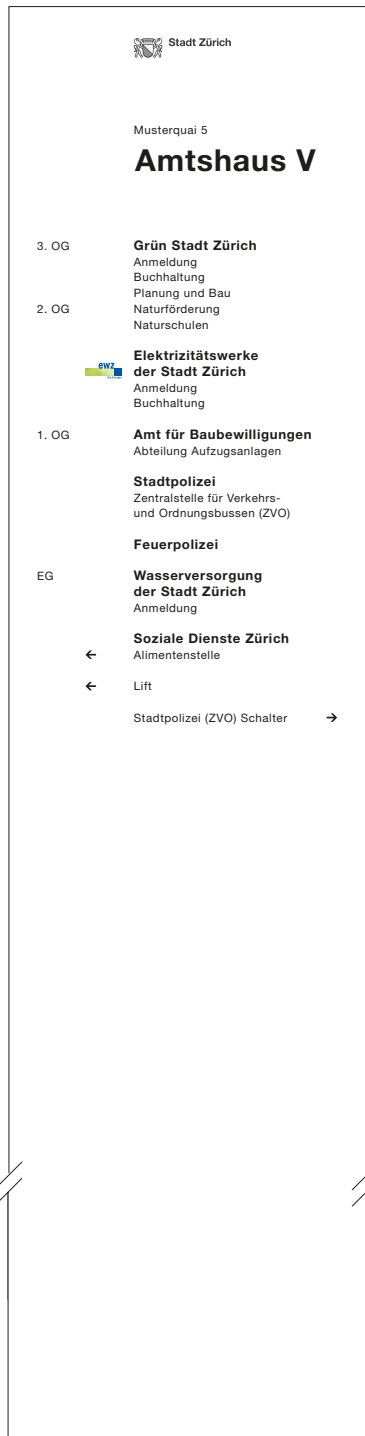 Stadt Zürich
Musterquai 5
Amtshaus V
3. OG Grün Stadt Zürich
Anmeldung
Buchhaltung
Planung und Bau
2. OG Naturförderung
Naturschulen
ewz Elektrizitätswerke
der Stadt Zürich
Anmeldung
Buchhaltung
1. OG Amt für Baubewilligungen
Abteilung Aufzugsanlagen
Stadtpolizei
Zentralstelle für Verkehrs-
und Ordnungsbussen (ZVO)
Feuerpolizei
EG Wasserversorgung
der Stadt Zürich
Anmeldung
Soziale Dienste Zürich
← Alimentenstelle
← Lift
Stadtpolizei (ZVO) Schalter →